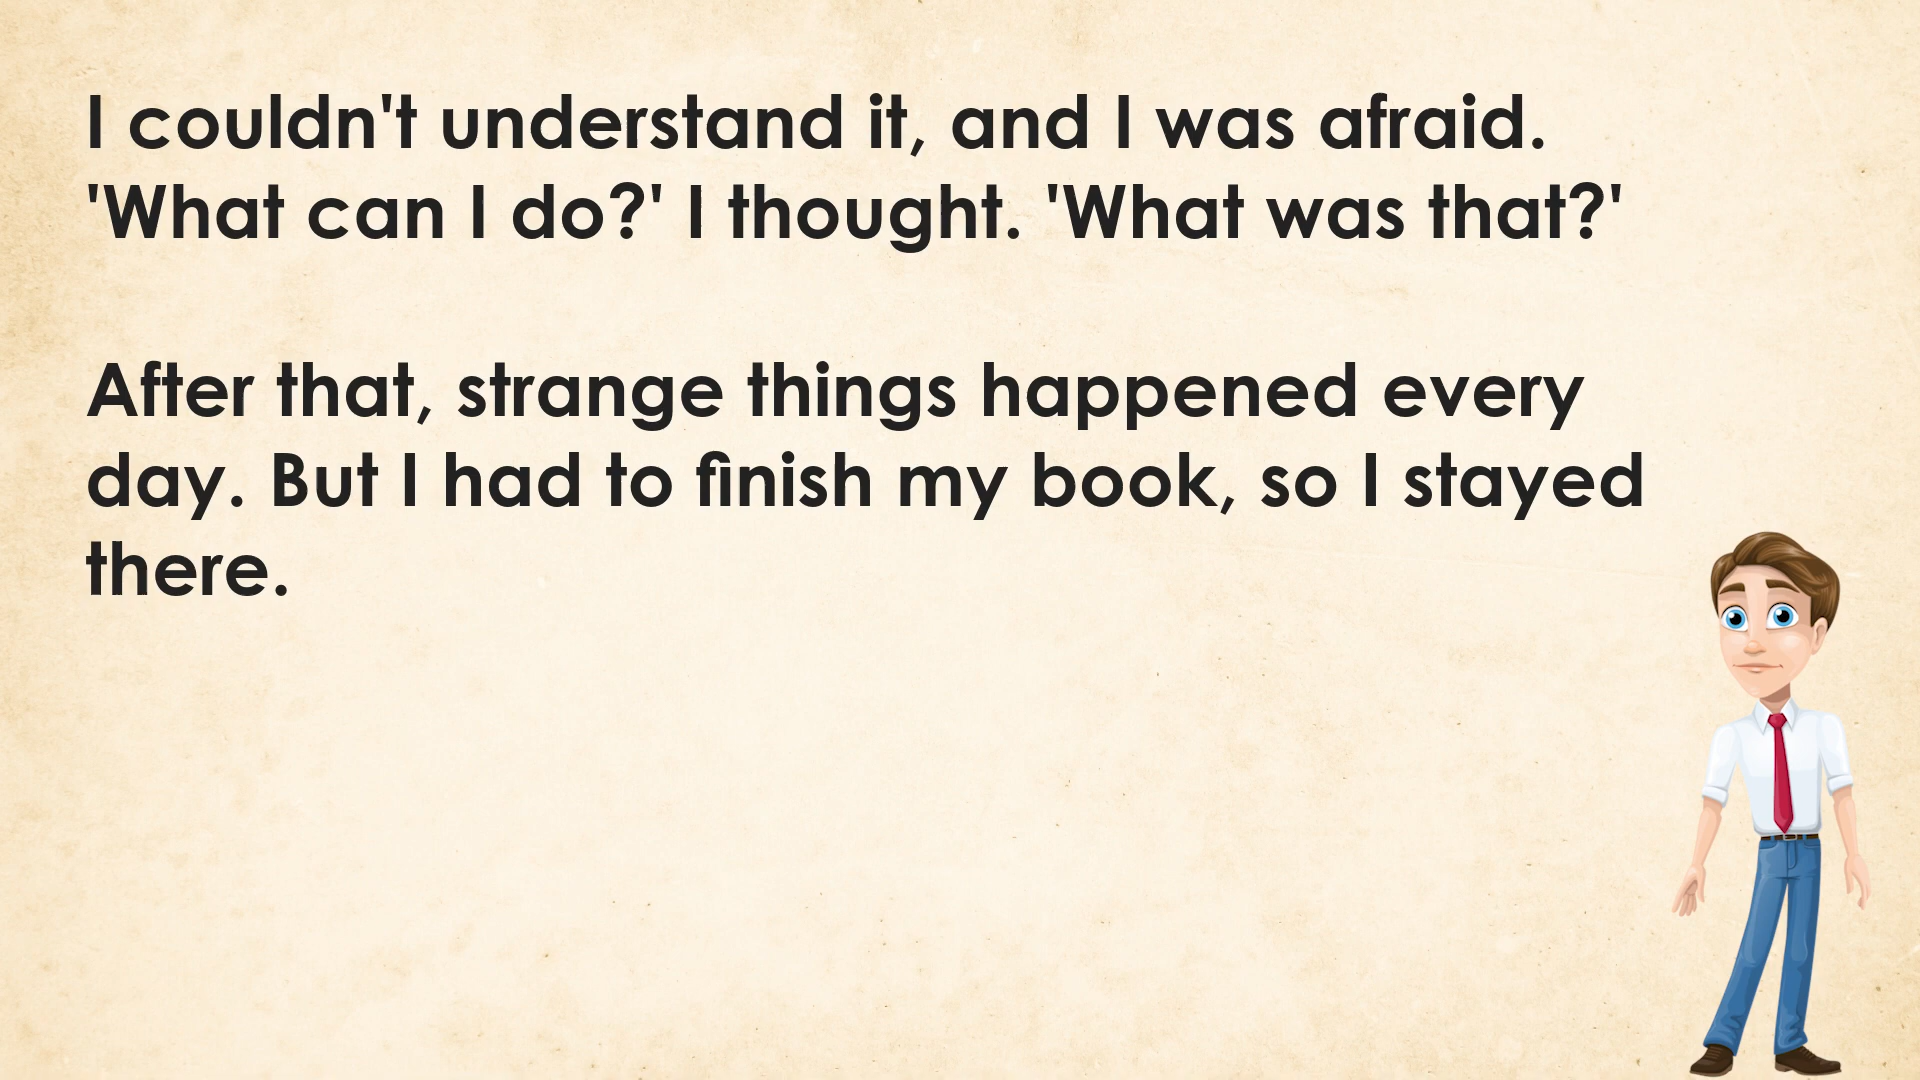 I couldn't understand it, and I was afraid.
'What can I do?' I thought. 'What was that?'
After that, strange things happened every
day. But I had to finish my book, so I stayed
there.